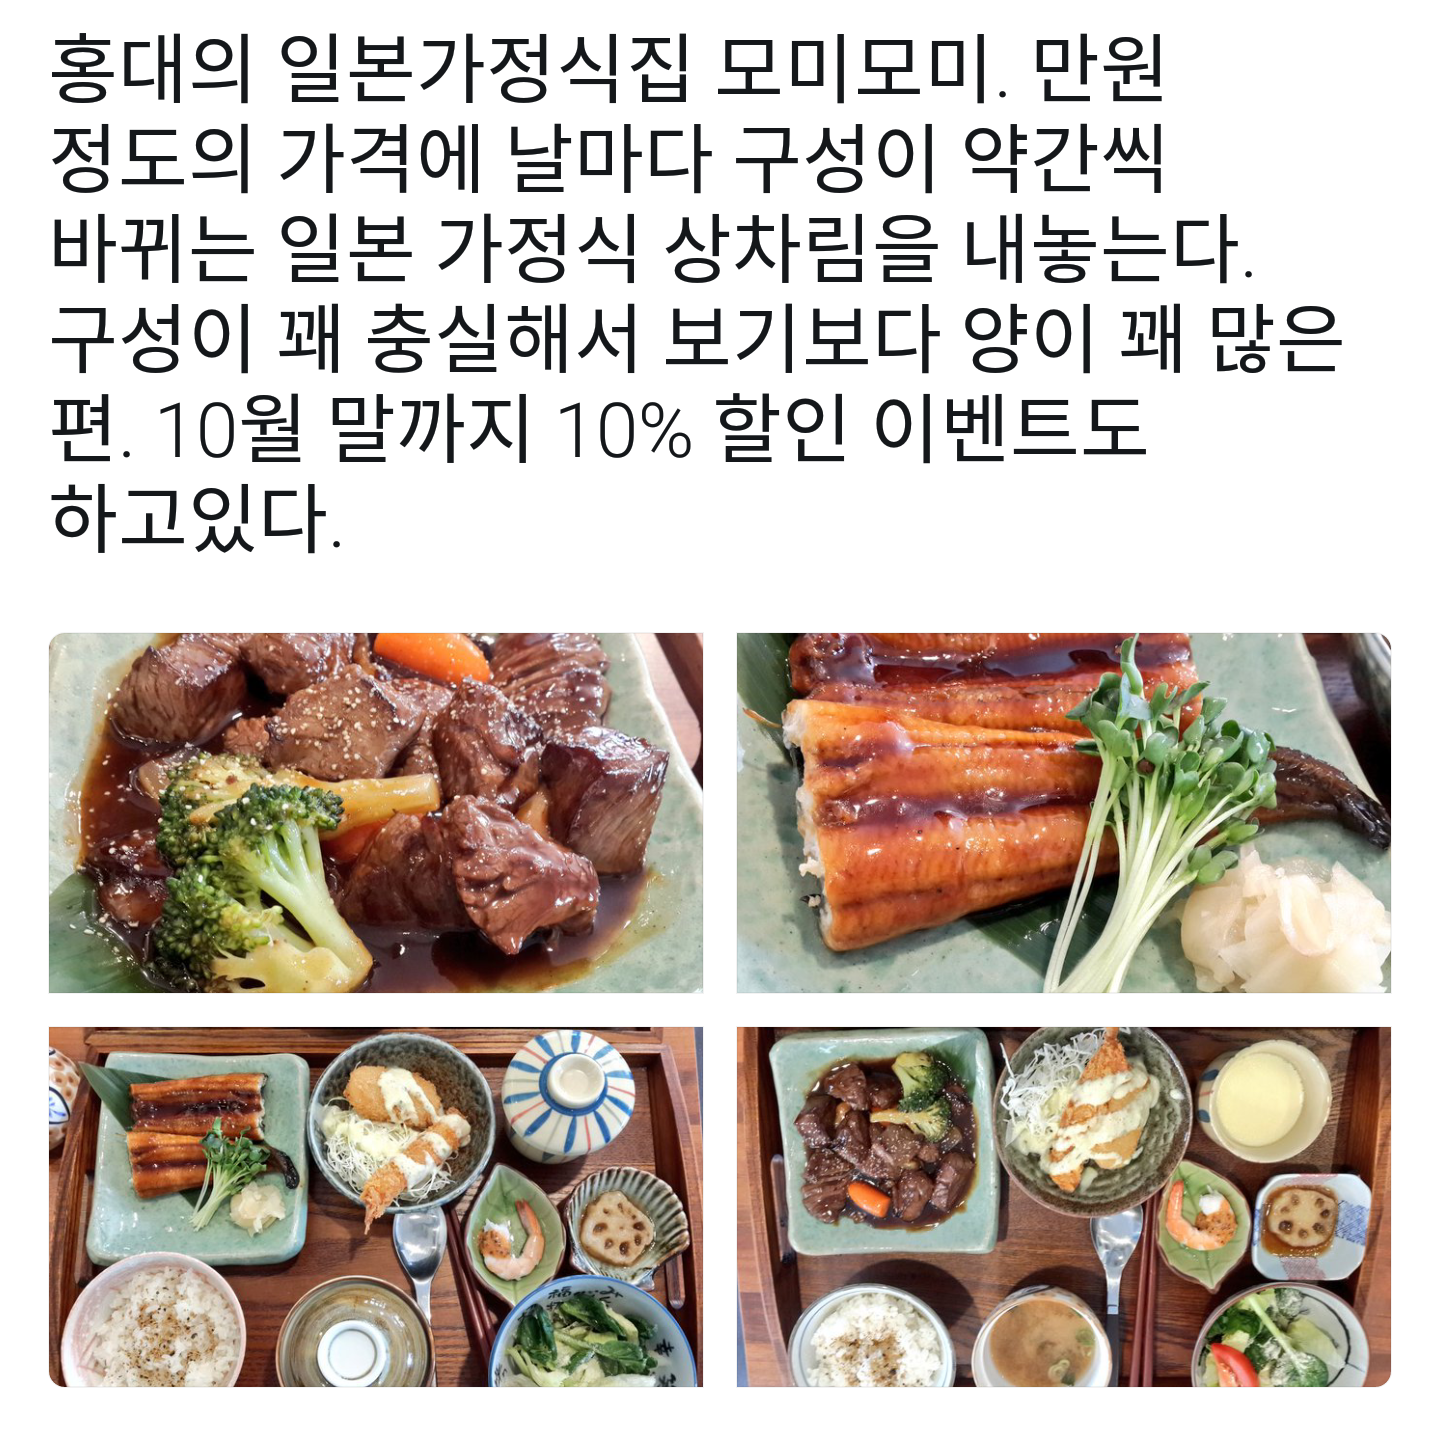 홍대의 일본가정식집 모미모미. 만원
정도의 가격에 날마다 구성이 약간씩
바뀌는 일본 가정식 상차림을 내놓는다.
구성이 꽤 충실해서 보기보다 양이 꽤 많은
편. 10월 말까지 10% 할인 이벤트도
하고있다.